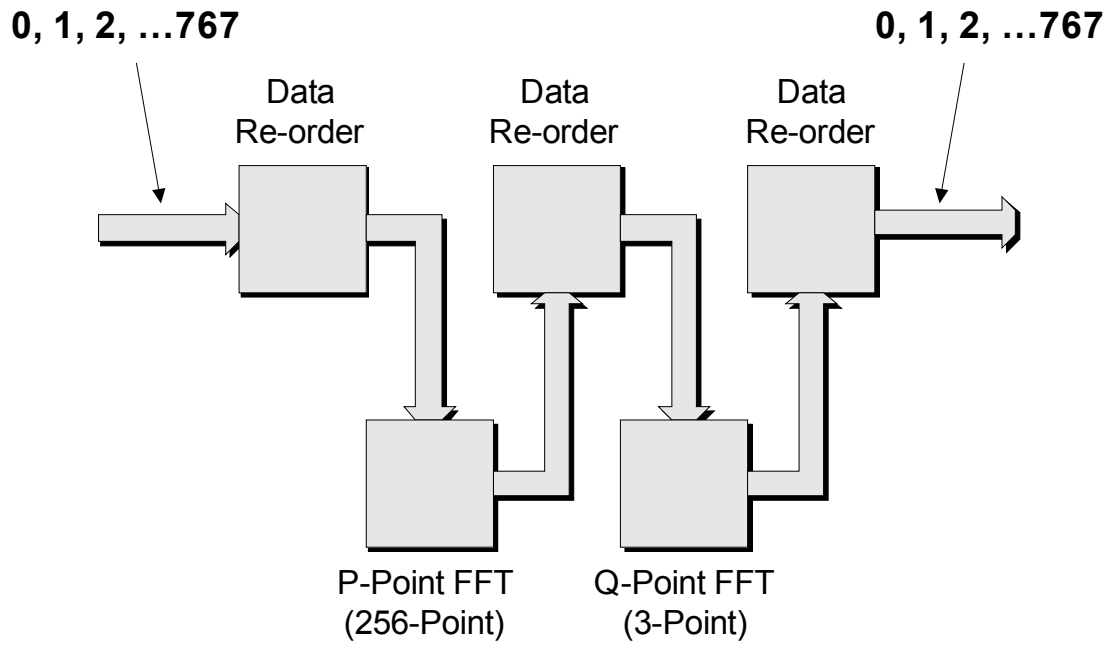 0, 1, 2, …767
0, 1, 2, …767
Data
Re-order
Data
Re-order
Data
Re-order
P-Point FFT
(256-Point)
Q-Point FFT
(3-Point)